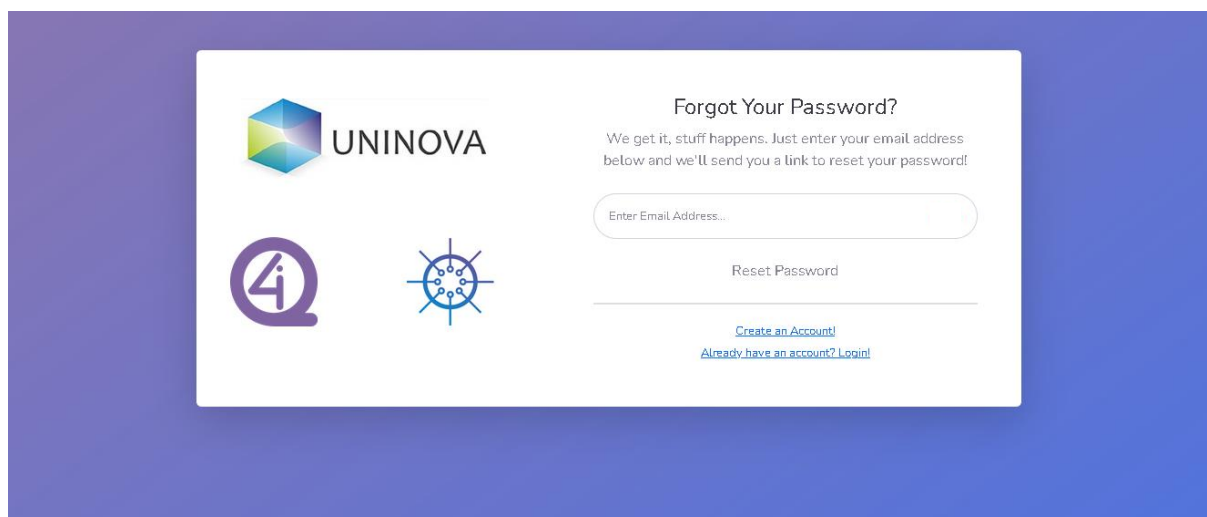 UNINOVA
4iQ
Forgot Your Password?
We get it, stuff happens. Just enter your email address
below and we'll send you a link to reset your password!
Enter Email Address...
Reset Password
Create an Account!
Already have an account? Login!